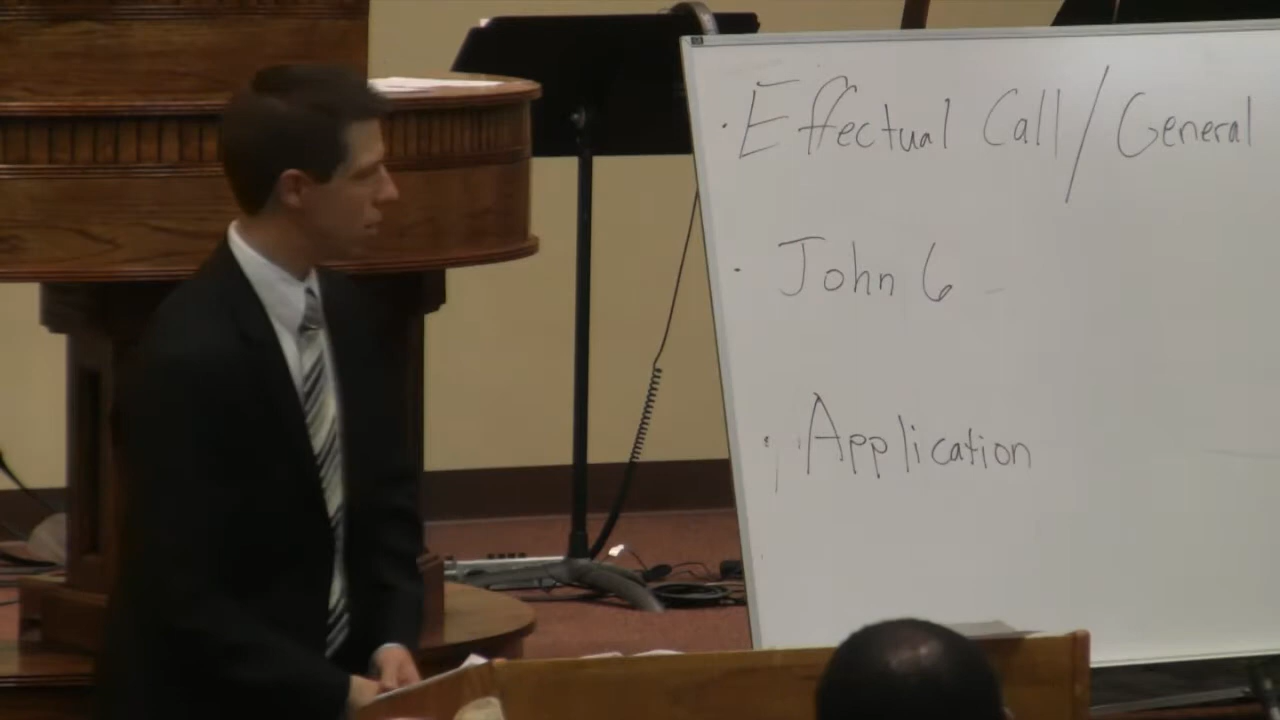 · Effectual Call / General
· John 6
· Application